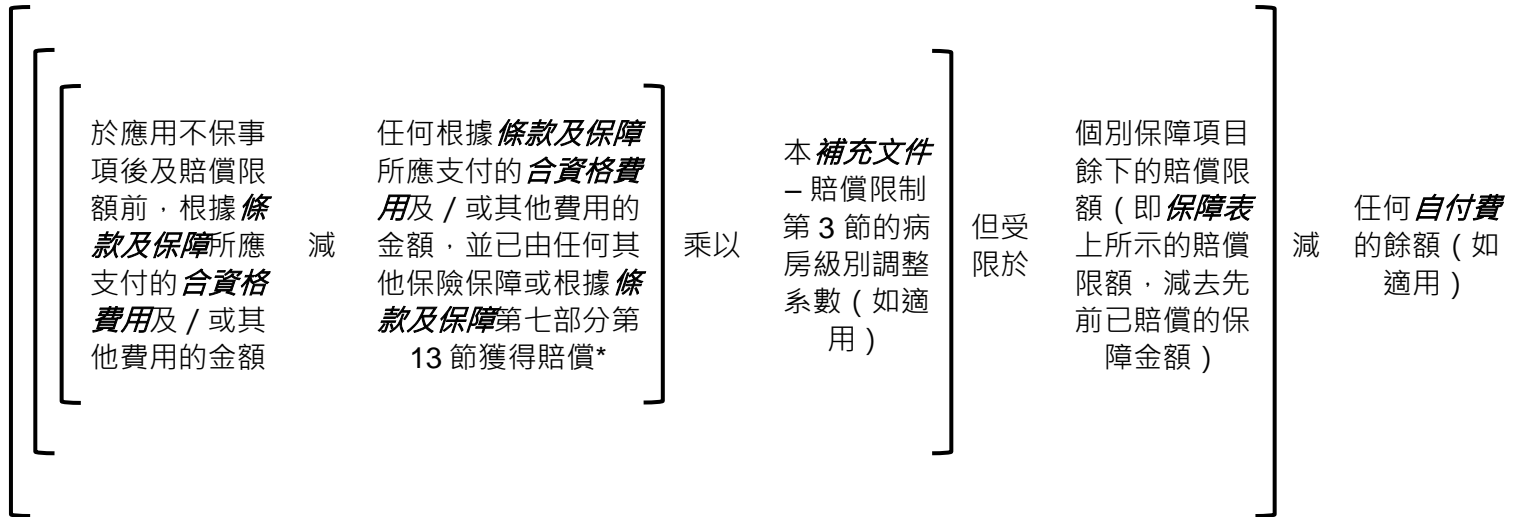 於應用不保事
項後及賠償限
額前，根據條
款及保障所應
支付的合資格
費用及 / 或其
他費用的金額
減
任何根據條款及保障
所應支付的合資格費
用及 / 或其他費用的
金額，並已由任何其
他保險保障或根據條
款及保障第七部分第
13 節獲得賠償*
乘以
本補充文件
– 賠償限制
第 3 節的病
房級別調整
系數（如適
用）
但受
限於
個別保障項目
餘下的賠償限
額（即保障表
上所示的賠償
限額，減去先
前已賠償的保
障金額）
減
任何自付費
的餘額（如
適用）